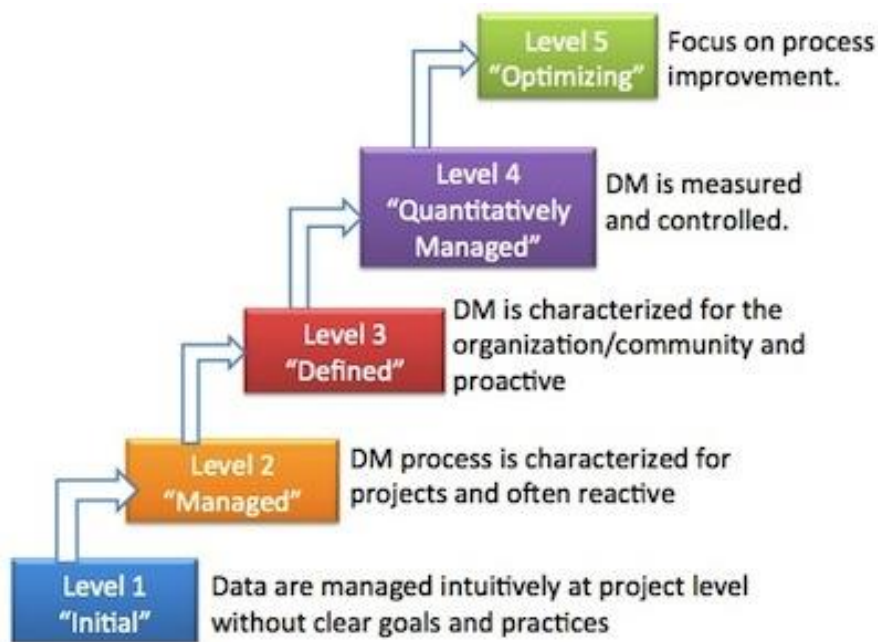 Level 5
“Optimizing”
Focus on process
improvement.
Level 4
“Quantitatively
Managed”
DM is measured
and controlled.
Level 3
“Defined”
DM is characterized for the
organization/community and
proactive
Level 2
“Managed”
DM process is characterized for
projects and often reactive
Level 1
“Initial”
Data are managed intuitively at project level
without clear goals and practices